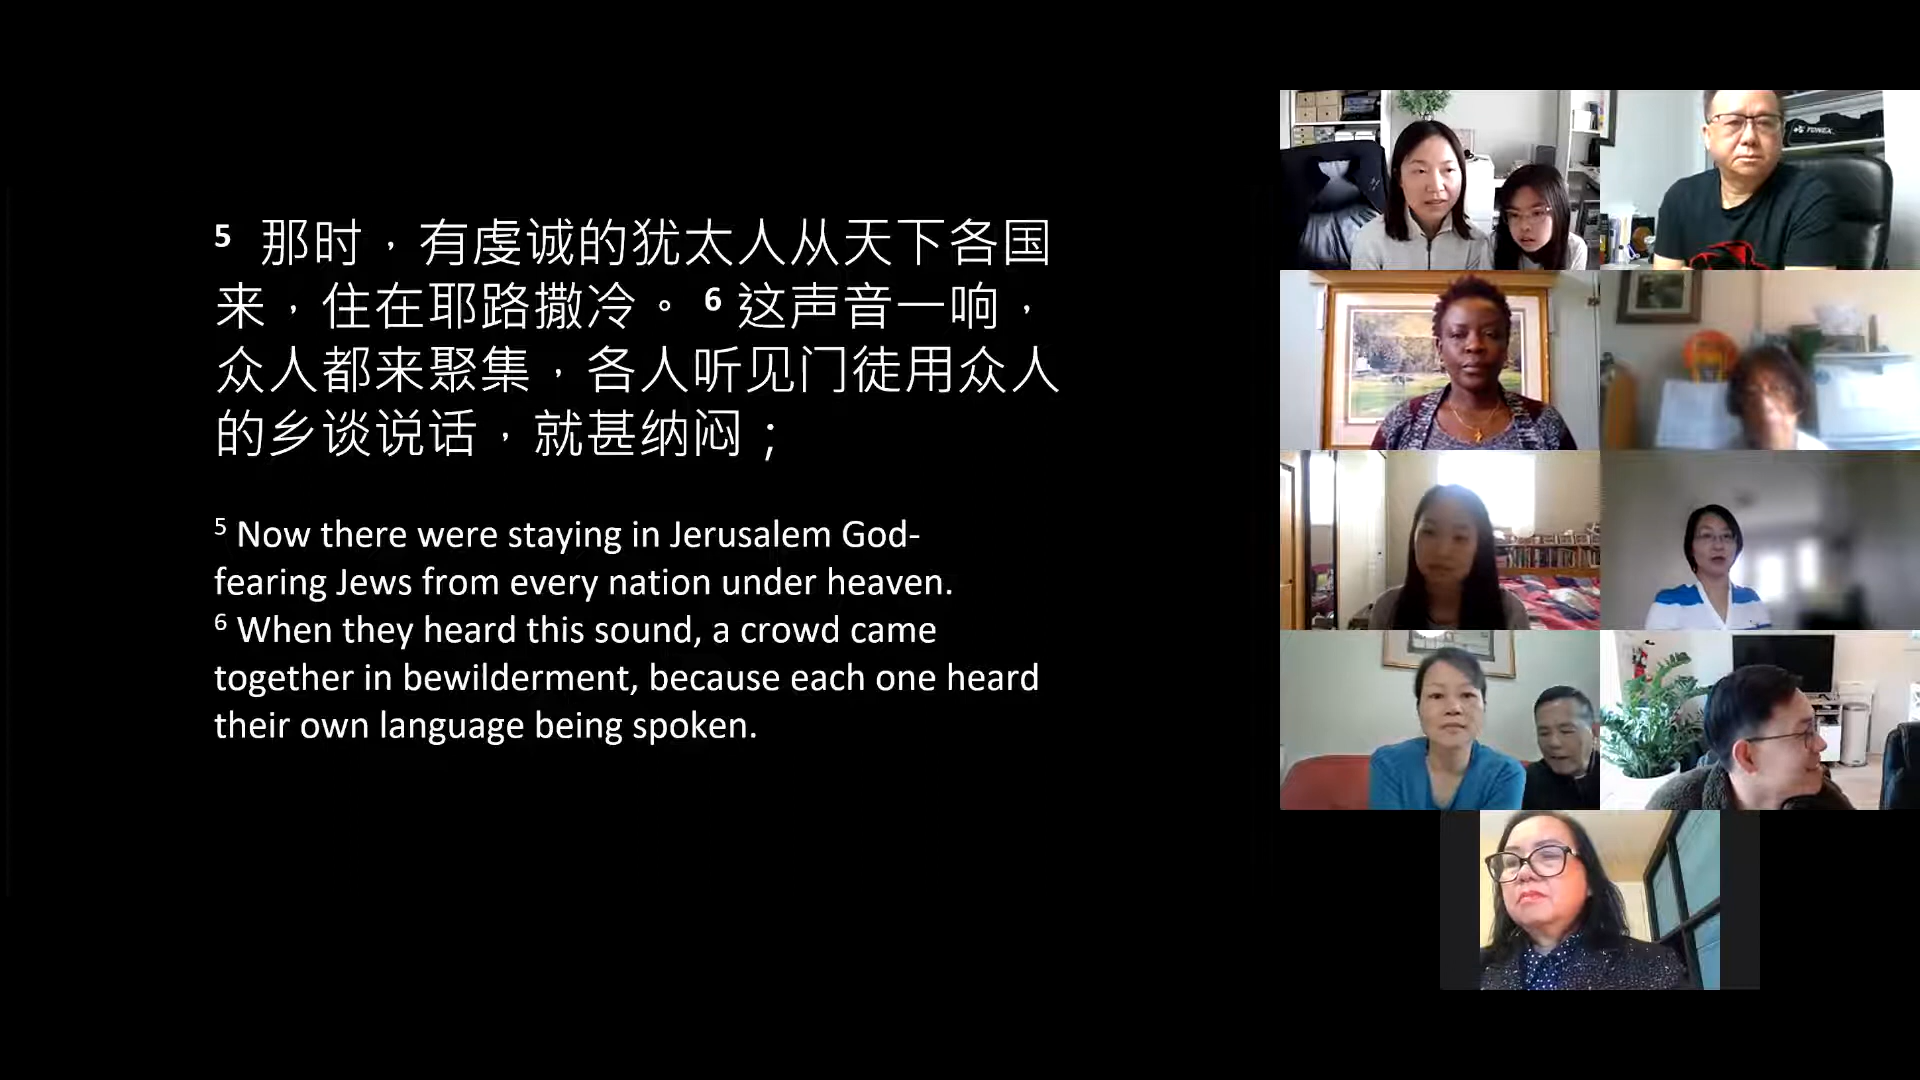 5 那时，有虔诚的犹太人从天下各国
来，住在耶路撒冷。 6 这声音一响，
众人都来聚集，各人听见门徒用众人
的乡谈说话，就甚纳闷；
5 Now there were staying in Jerusalem God-
fearing Jews from every nation under heaven.
6 When they heard this sound, a crowd came
together in bewilderment, because each one heard
their own language being spoken.
YONEX